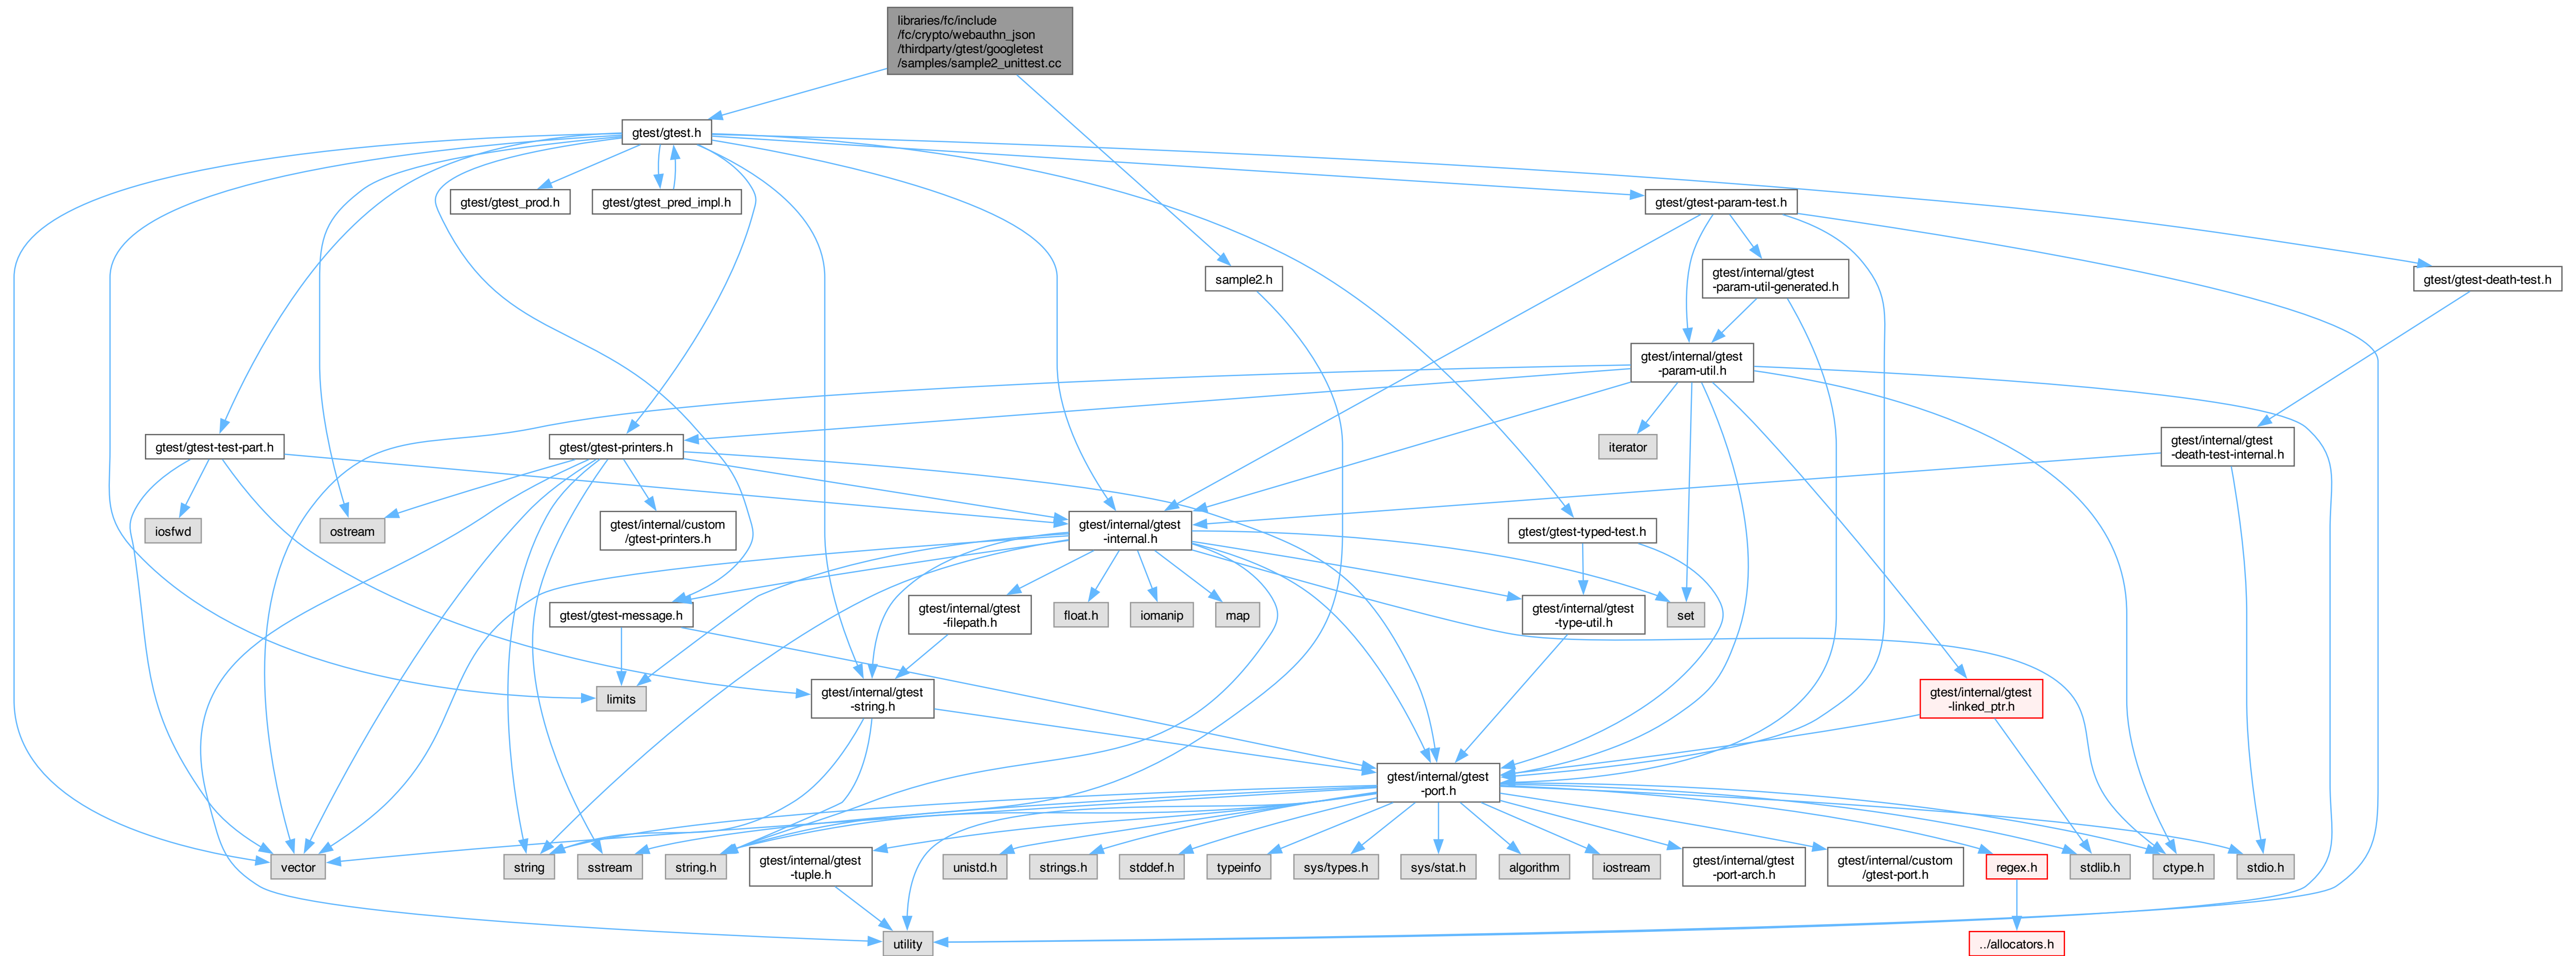 libraries/fc/include
/fc/crypto/webauthn_json
/thirdparty/gtest/googletest
/samples/sample2_unittest.cc
gtest/gtest.h
gtest/gtest_prod.h
gtest/gtest_pred_impl.h
gtest/gtest-param-test.h
sample2.h
gtest/internal/gtest
-param-util-generated.h
gtest/gtest-death-test.h
gtest/internal/gtest
-param-util.h
gtest/gtest-test-part.h
gtest/gtest-printers.h
iterator
gtest/internal/gtest
-death-test-internal.h
iosfwd
ostream
gtest/internal/custom
/gtest-printers.h
gtest/internal/gtest
-internal.h
gtest/gtest-typed-test.h
gtest/gtest-message.h
gtest/internal/gtest
-filepath.h
float.h
iomanip
map
gtest/internal/gtest
-type-util.h
set
limits
gtest/internal/gtest
-string.h
gtest/internal/gtest
-linked_ptr.h
gtest/internal/gtest
-port.h
vector
string
sstream
string.h
gtest/internal/gtest
-tuple.h
unistd.h
strings.h
stddef.h
typeinfo
sys/types.h
sys/stat.h
algorithm
iostream
gtest/internal/gtest
-port-arch.h
gtest/internal/custom
/gtest-port.h
regex.h
stdlib.h
ctype.h
stdio.h
utility
../allocators.h